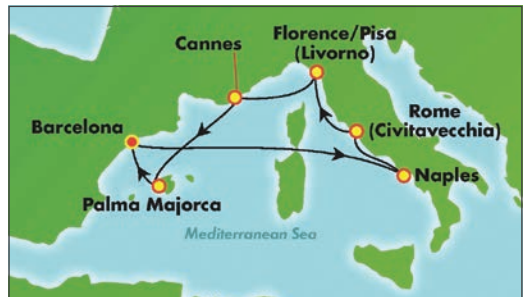 Florence/Pisa
(Livorno)
Cannes
Rome
(Civitavecchia)
Barcelona
Naples
Palma Majorca
Mediterranean Sea